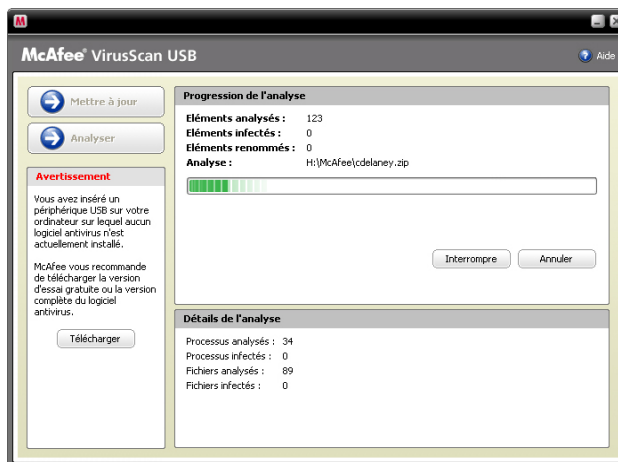 McAfee® VirusScan USB
Aide
Mettre à jour
Analyser
Avertissement
Vous avez inséré un
périphérique USB sur votre
ordinateur sur lequel aucun
logiciel antivirus n'est
actuellement installé.
McAfee vous recommande
de télécharger la version
d'essai gratuite ou la version
complète du logiciel
antivirus.
Télécharger
Progression de l'analyse
Eléments analysés : 123
Eléments infectés : 0
Eléments renommés : 0
Analyse : H:\McAfee\cdelaney.zip
Interrompre Annuler
Détails de l'analyse
Processus analysés : 34
Processus infectés : 0
Fichiers analysés : 89
Fichiers infectés : 0